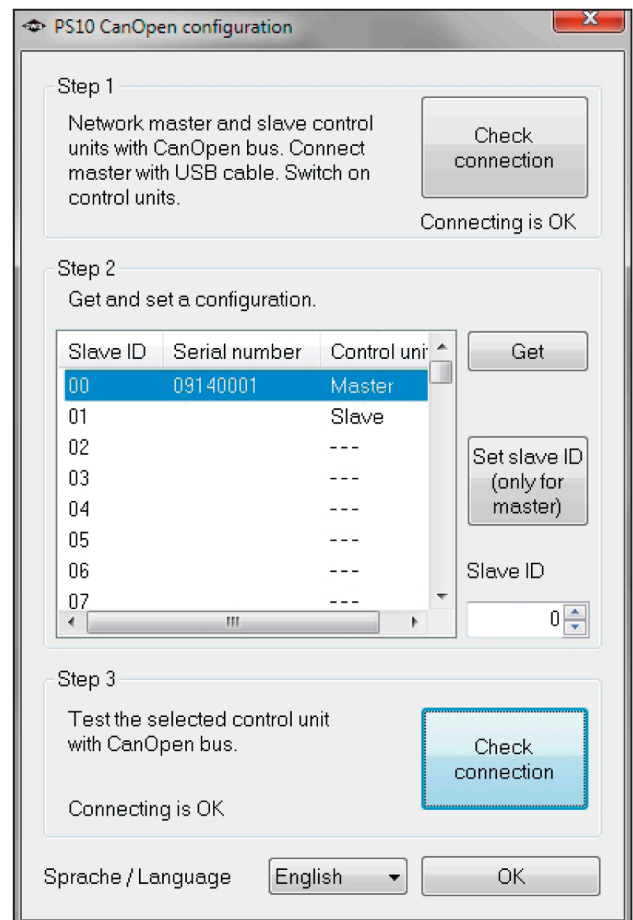 PS10 CanOpen configuration
Step 1
Network master and slave control
units with CanOpen bus. Connect
master with USB cable. Switch on
control units.
Check
connection
Connecting is OK
Step 2
Get and set a configuration.
Slave ID Serial number Control uni
00 09140001 Master
01 Slave
02 ---
03 ---
04 ---
05 ---
06 ---
07 ---
Get
Set slave ID
(only for
master)
Slave ID
0
Step 3
Test the selected control unit
with CanOpen bus.
Check
connection
Connecting is OK
Sprache / Language English OK